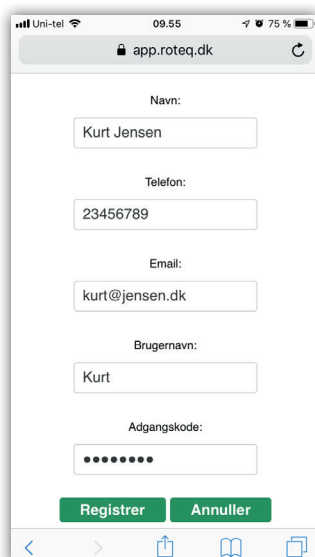 Uni-tel 09.55 75 %
app.roteq.dk
Navn:
Kurt Jensen
Telefon:
23456789
Email:
kurt@jensen.dk
Brugernavn:
Kurt
Adgangskode:
●●●●●●●●
Registrer Annuller